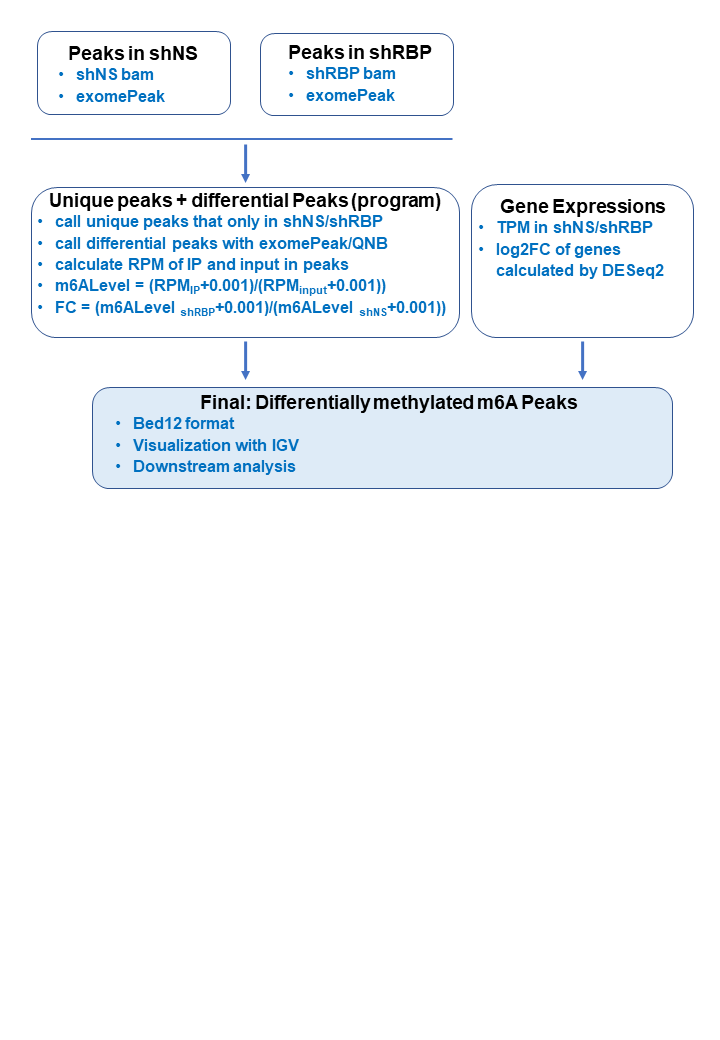 Peaks in shNS
• shNS bam
• exomePeak
Peaks in shRBP
• shRBP bam
• exomePeak
Unique peaks + differential Peaks (program)
• call unique peaks that only in shNS/shRBP
• call differential peaks with exomePeak/QNB
• calculate RPM of IP and input in peaks
• m6ALevel = (RPMIP+0.001)/(RPMinput+0.001))
• FC = (m6ALevel shRBP+0.001)/(m6ALevel shNS+0.001))
Gene Expressions
• TPM in shNS/shRBP
• log2FC of genes
calculated by DESeq2
Final: Differentially methylated m6A Peaks
• Bed12 format
• Visualization with IGV
• Downstream analysis